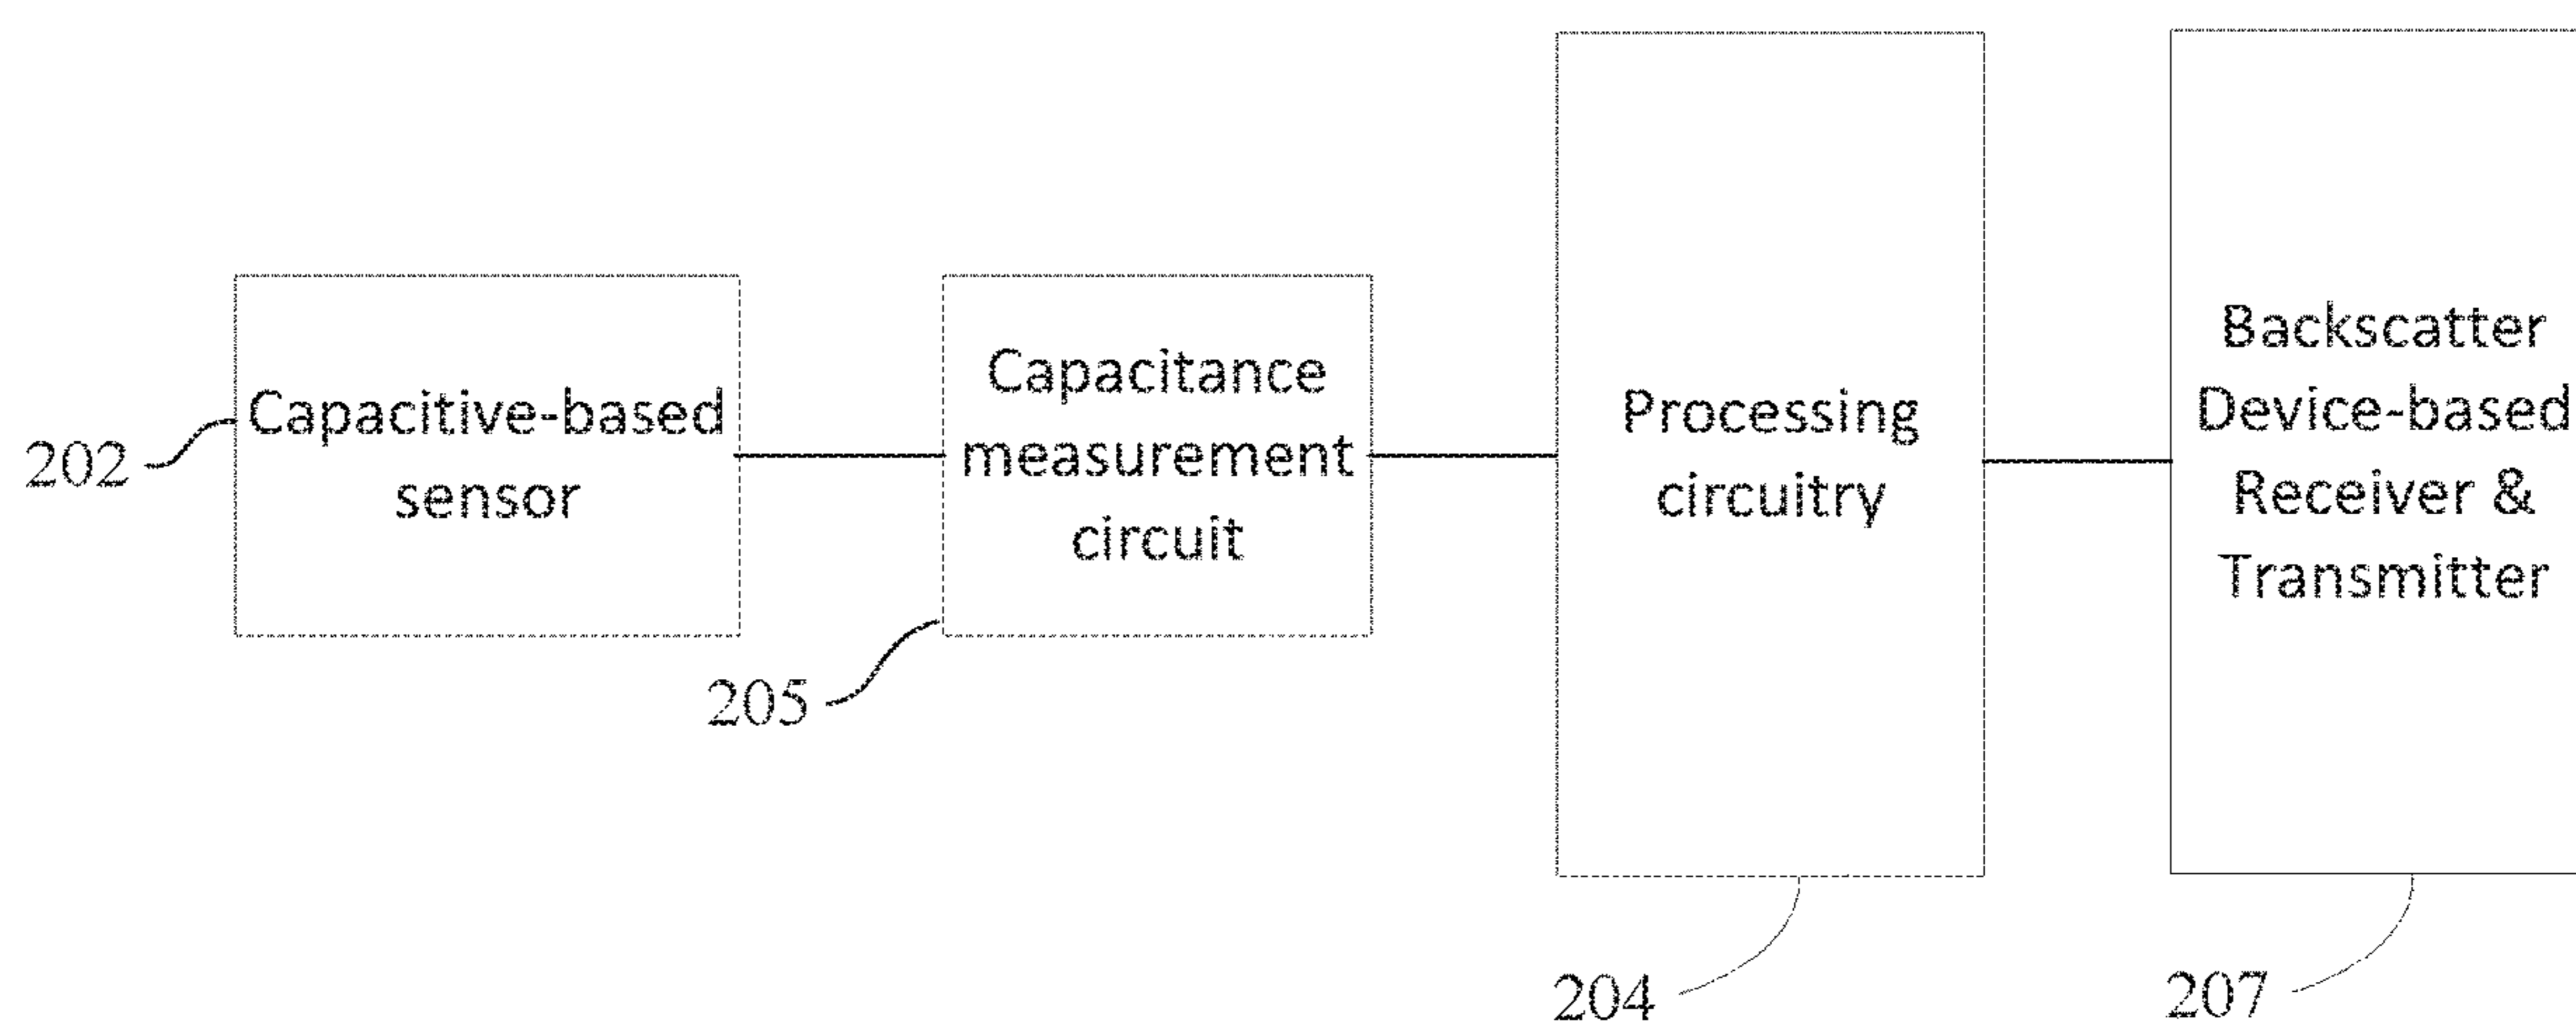 202
Capacitive-based
sensor
205
Capacitance
measurement
circuit
Processing
circuitry
204
Backscatter
Device-based
Receiver &
Transmitter
207